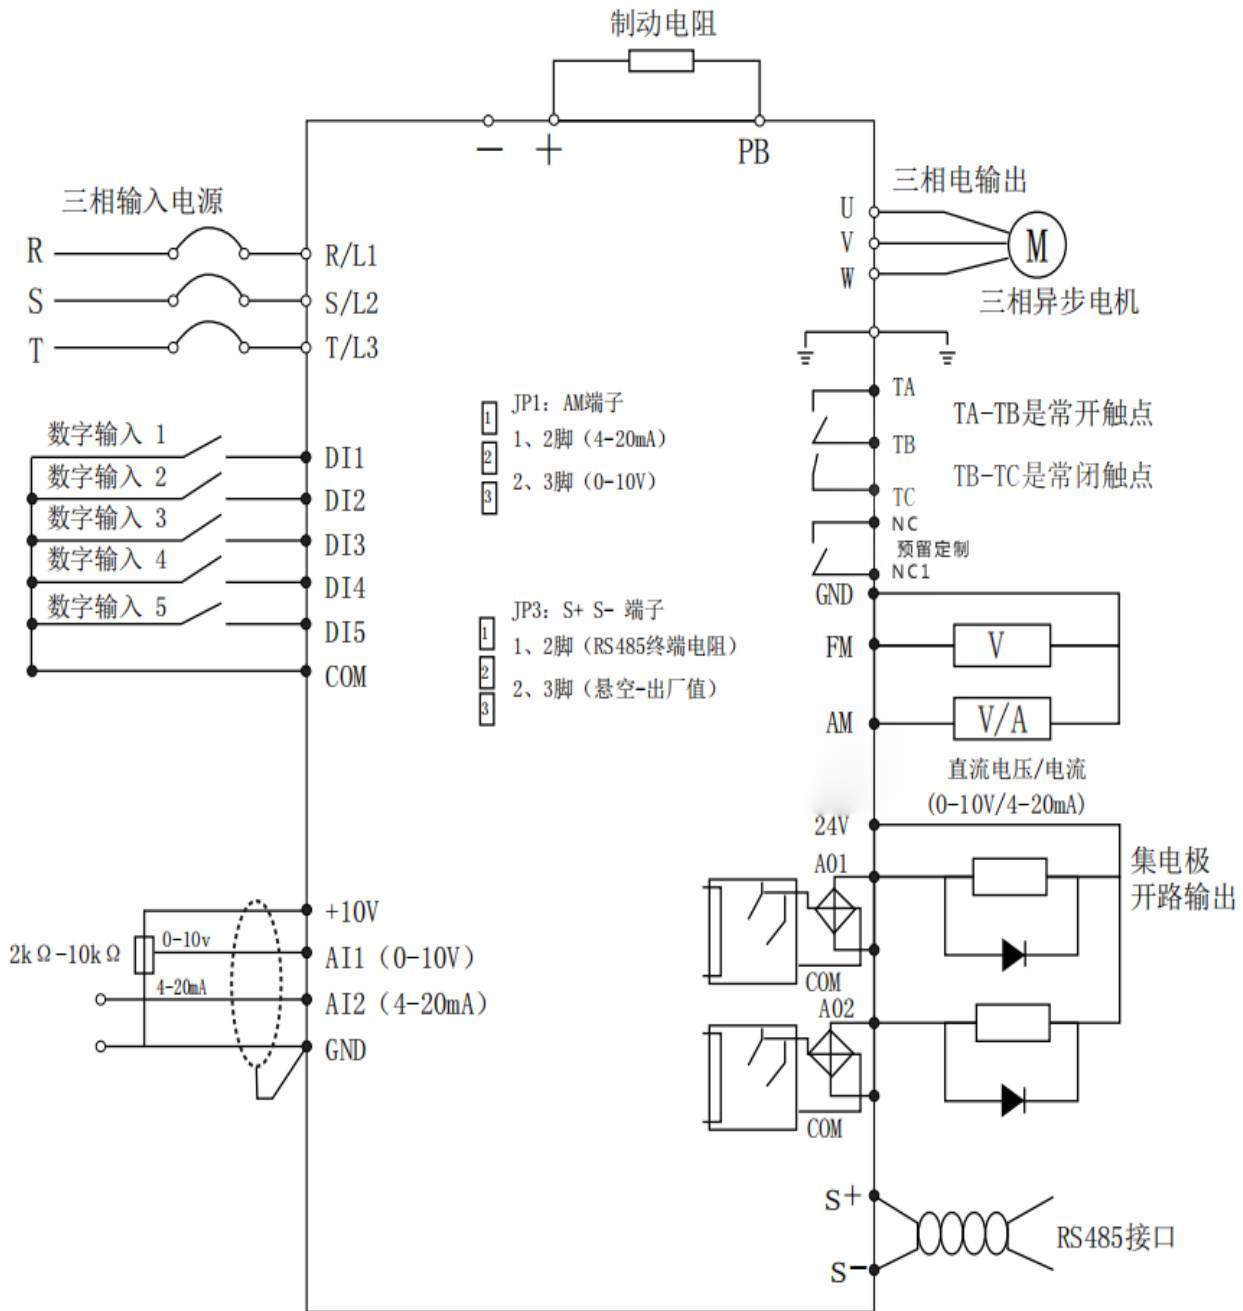 制动电阻
− + PB
三相输入电源
R R/L1
S S/L2
T T/L3
三相电输出
U
V
W
M
三相异步电机
数字输入 1
DI1
数字输入 2
DI2
数字输入 3
DI3
数字输入 4
DI4
数字输入 5
DI5
COM
1
2
3
JP1: AM端子
1、2脚（4-20mA）
2、3脚（0-10V）
1
2
3
JP3: S+ S- 端子
1、2脚（RS485终端电阻）
2、3脚（悬空-出厂值）
TA
TB
TC
TA-TB是常开触点
TB-TC是常闭触点
NC
预留定制
NC1
GND
FM
V
AM
V/A
直流电压/电流
(0-10V/4-20mA)
24V
AO1
COM
AO2
COM
集电极
开路输出
+10V
2kΩ-10kΩ
0-10v
AI1（0-10V）
4-20mA
AI2（4-20mA）
GND
S+
S−
RS485接口